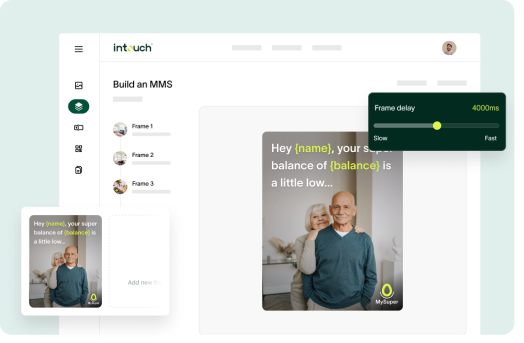 intouch
Build an MMS
Frame 1
Frame 2
Frame 3
Add new
Frame delay
4000ms
Slow
Fast
Hey {name}, your super
balance of {balance} is
a little low...
MySuper
Hey {name}, your super
balance of {balance} is
a little low...
MySuper